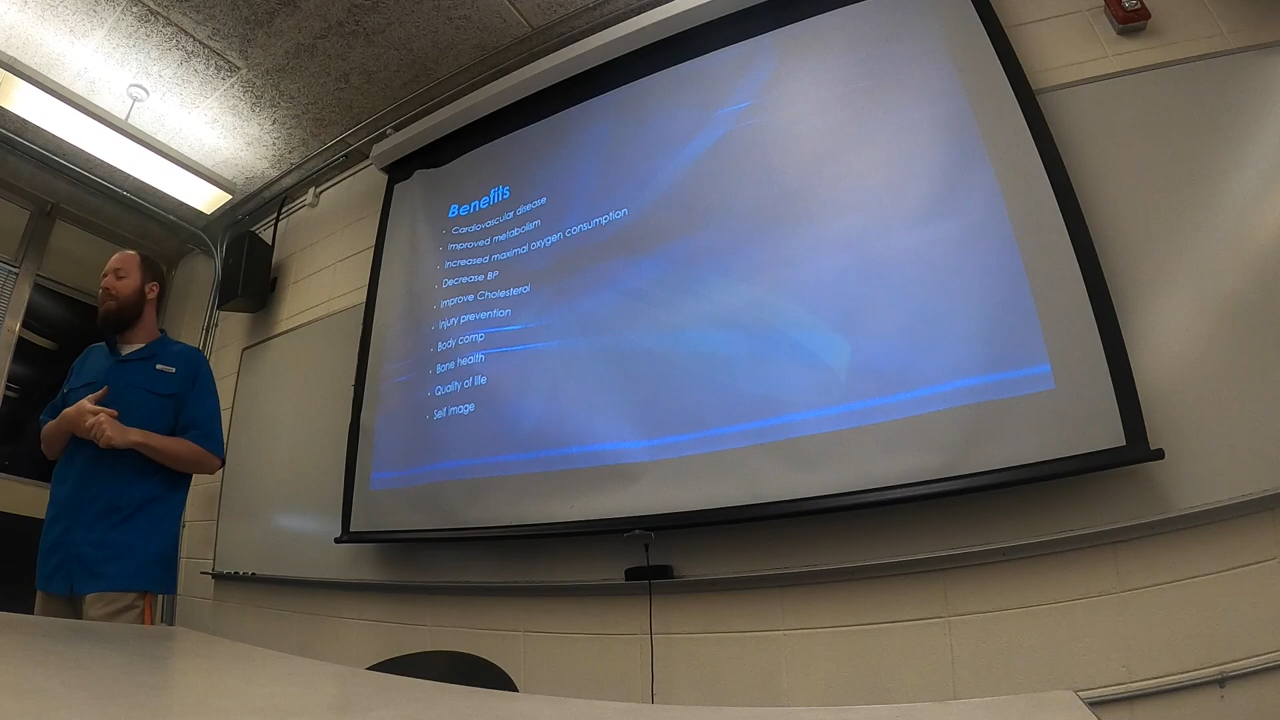 Benefits
• Cardiovascular disease
• Improved metabolism
• Increased maximal oxygen consumption
• Decrease BP
• Improve Cholesterol
• Injury prevention
• Body comp
• Bone health
• Quality of life
• Self image